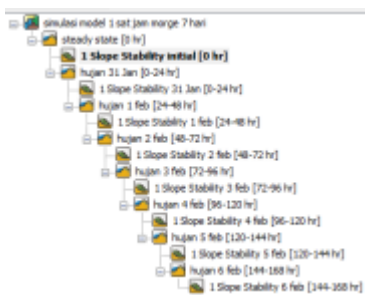 simulasi model 1 sat jam morge 7 hari
steady state [0 hr]
1 Slope Stability initial [0 hr]
hujan 31 Jan [0-24 hr]
1 Slope Stability 31 Jan [0-24 hr]
hujan 1 feb [24-48 hr]
1 Slope Stability 1 feb [24-48 hr]
hujan 2 feb [48-72 hr]
1 Slope Stability 2 feb [48-72 hr]
hujan 3 feb [72-96 hr]
1 Slope Stability 3 feb [72-96 hr]
hujan 4 feb [96-120 hr]
1 Slope Stability 4 feb [96-120 hr]
hujan 5 feb [120-144 hr]
1 Slope Stability 5 feb [120-144 hr]
hujan 6 feb [144-168 hr]
1 Slope Stability 6 feb [144-168 hr]